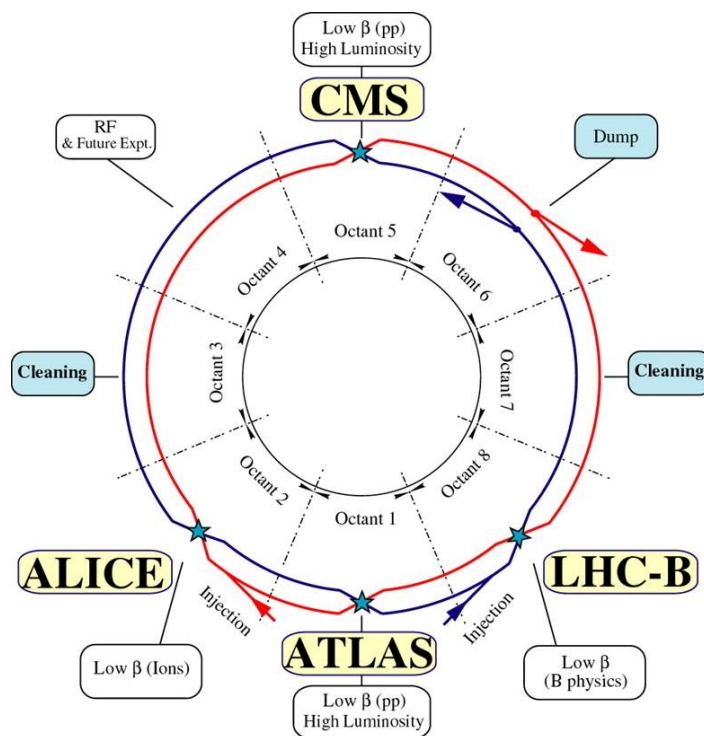 Low β (pp)
High Luminosity
CMS
RF
& Future Expt.
Dump
Octant 5
Octant 4
Octant 6
Cleaning
Octant 3
Octant 7
Cleaning
Octant 2
Octant 8
Octant 1
ALICE
LHC-B
Injection
Injection
ATLAS
Low β (Ions)
Low β
(B physics)
Low β (pp)
High Luminosity